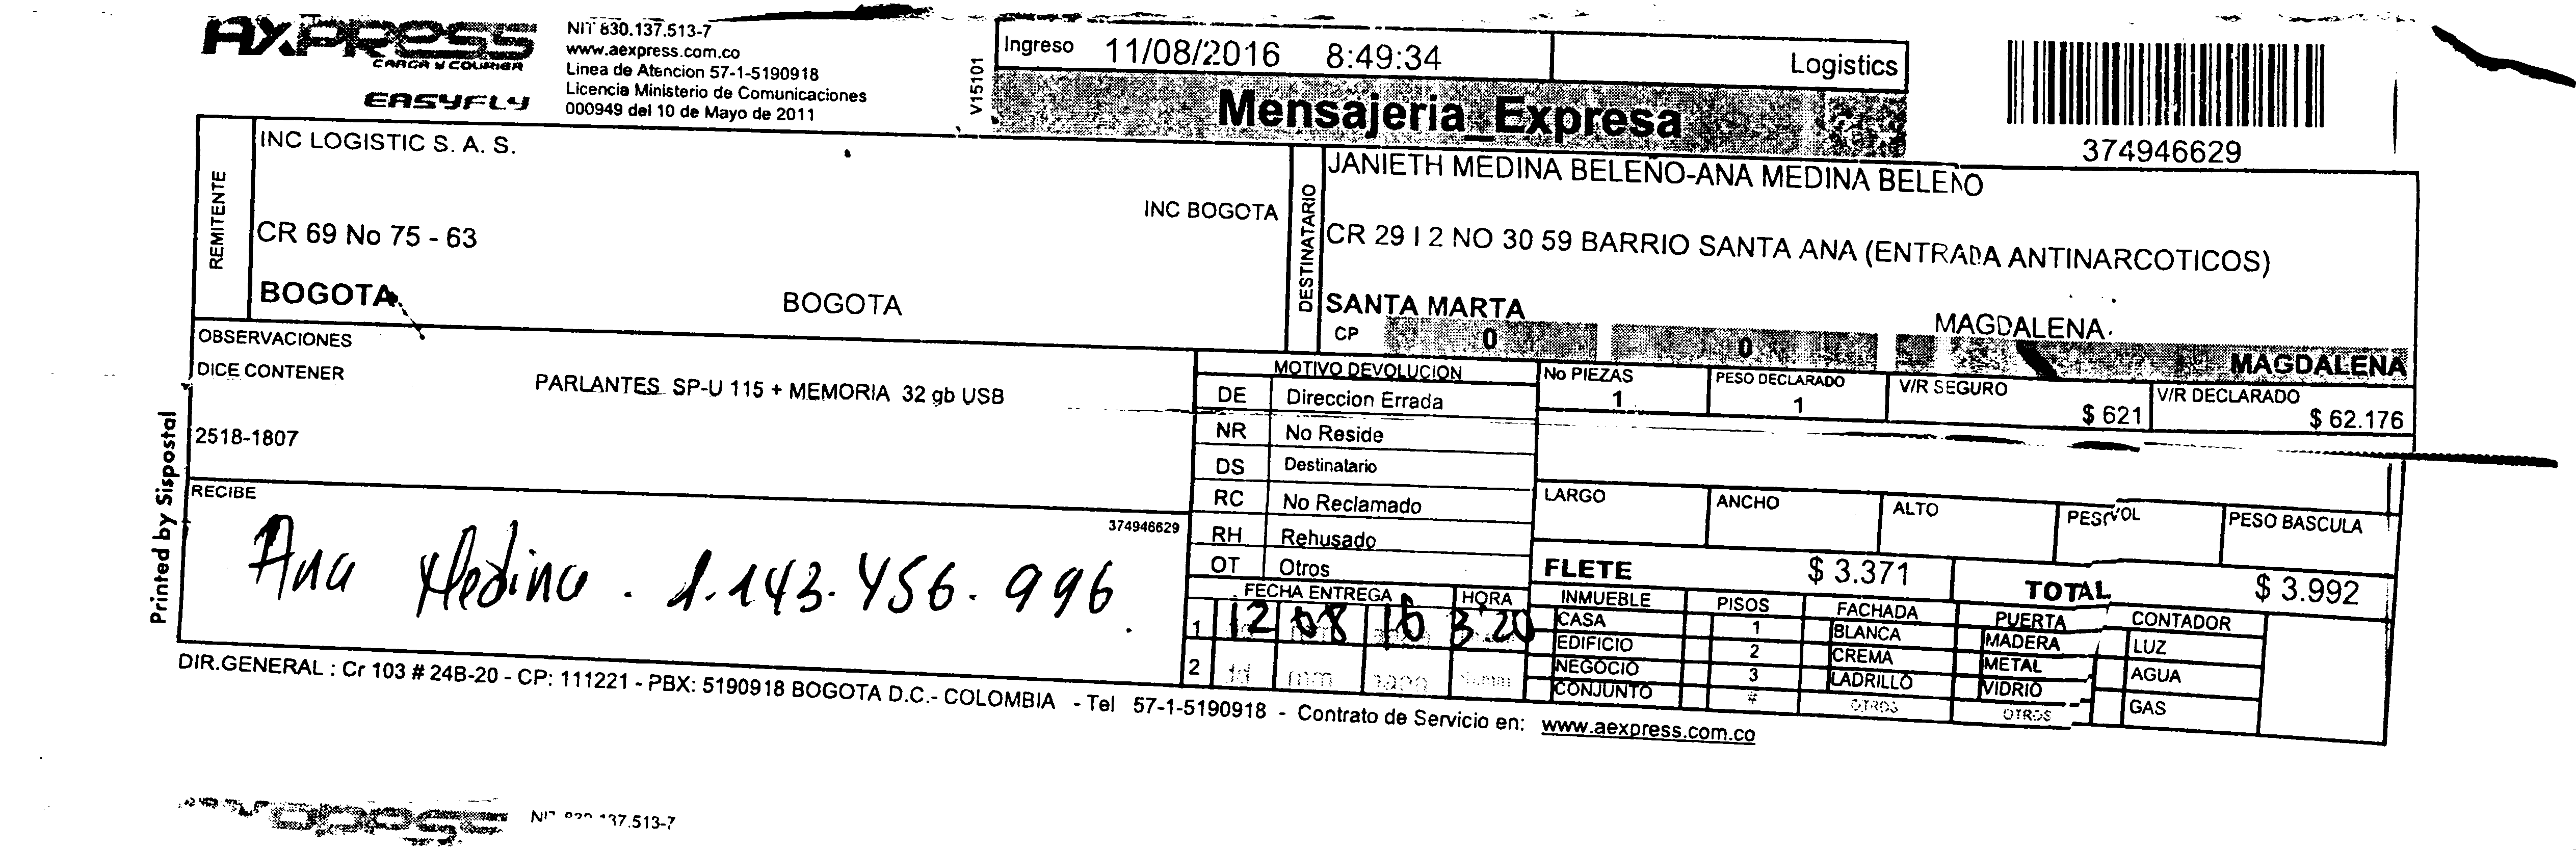 AXPRESS
CARGA Y COURIER
EASYFLY
NIT 830.137.513-7
www.aexpress.com.co
Linea de Atencion 57-1-5190918
Licencia Ministerio de Comunicaciones
000949 del 10 de Mayo de 2011
V15101
Ingreso 11/08/2016 8:49:34 Logistics
Mensajeria_Expresa
374946629
REMITENTE
INC LOGISTIC S. A. S.
INC BOGOTA
CR 69 No 75 - 63
BOGOTA BOGOTA
DESTINATARIO
JANIETH MEDINA BELEÑO-ANA MEDINA BELEÑO
CR 29 I 2 NO 30 59 BARRIO SANTA ANA (ENTRADA ANTINARCOTICOS)
SANTA MARTA MAGDALENA
CP 0 0 MAGDALENA
OBSERVACIONES
DICE CONTENER PARLANTES SP-U 115 + MEMORIA 32 gb USB
2518-1807
RECIBE
374946629
Ana Medina . 1.143.456.996
Printed by Sispostal
MOTIVO DEVOLUCION
DE Direccion Errada
NR No Reside
DS Destinatario
RC No Reclamado
RH Rehusado
OT Otros
FECHA ENTREGA HORA
1 12 08 16 3 20
2 dd mm aaaa
No PIEZAS PESO DECLARADO V/R SEGURO V/R DECLARADO
1 1 $ 621 $ 62.176
LARGO ANCHO ALTO PESO VOL PESO BASCULA
FLETE $ 3.371 TOTAL $ 3.992
INMUEBLE PISOS FACHADA PUERTA CONTADOR
CASA 1 BLANCA MADERA LUZ
EDIFICIO 2 CREMA METAL AGUA
NEGOCIO 3 LADRILLO VIDRIO GAS
CONJUNTO # OTROS OTROS
DIR.GENERAL : Cr 103 # 24B-20 - CP: 111221 - PBX: 5190918 BOGOTA D.C.- COLOMBIA - Tel 57-1-5190918 - Contrato de Servicio en: www.aexpress.com.co
137.513-7